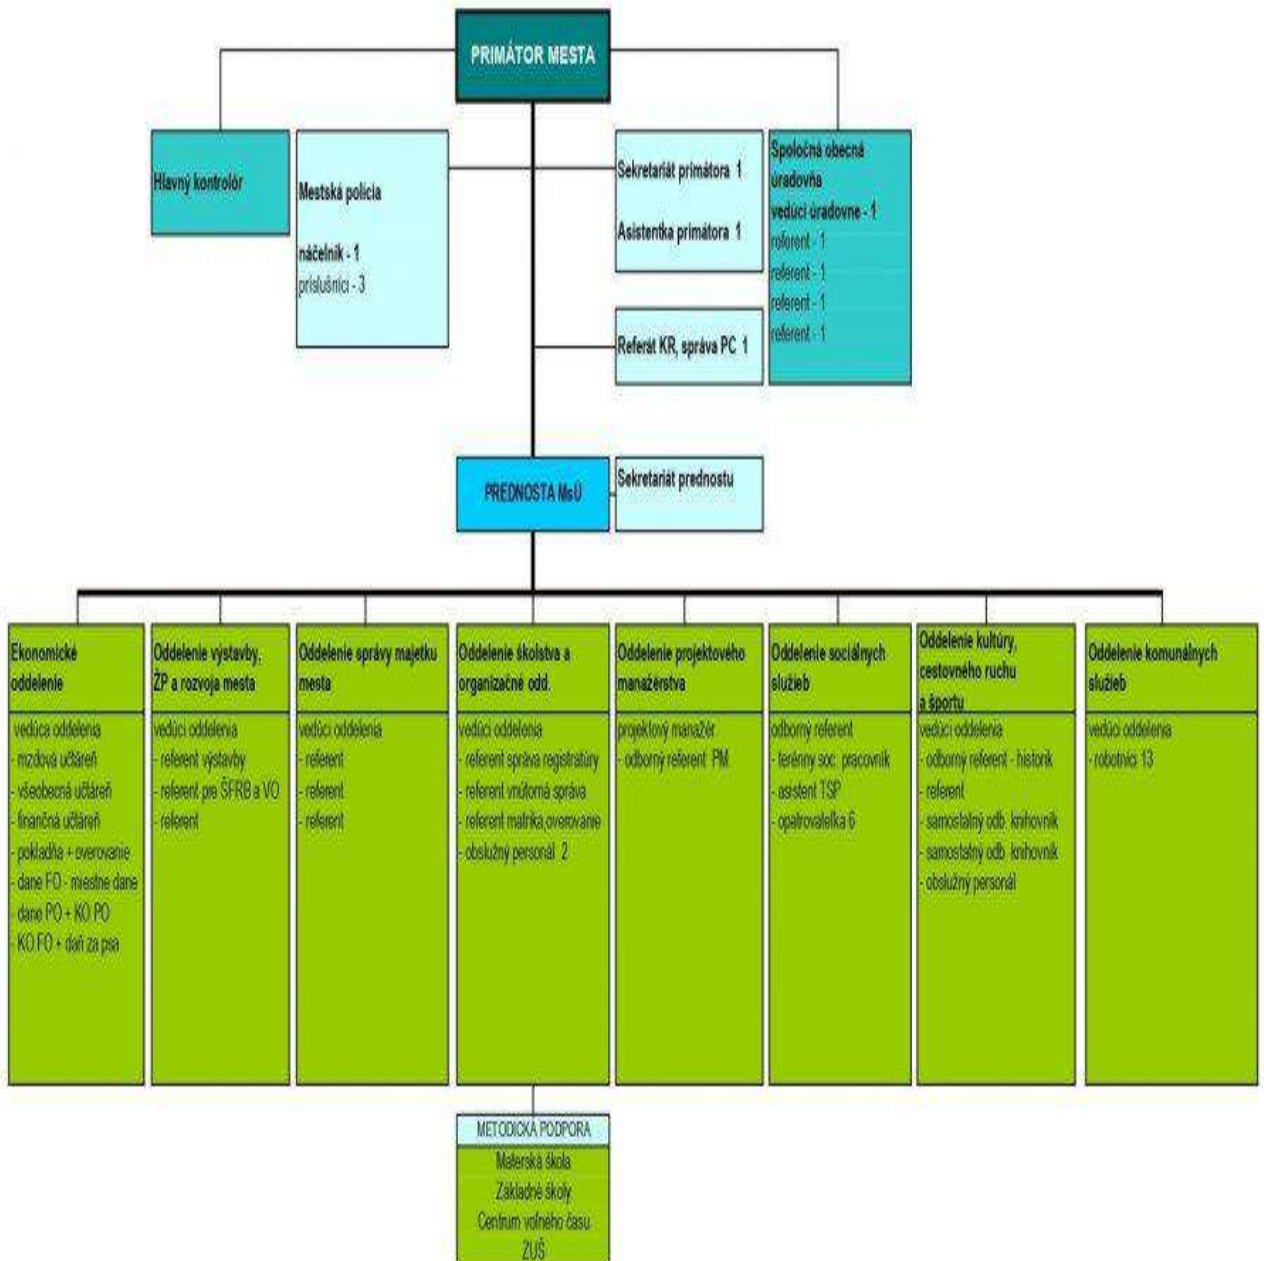 PRIMÁTOR MESTA
Hlavný kontrolór
Mestská polícia
náčelník - 1
príslušníci - 3
Sekretariát primátora 1
Asistentka primátora 1
Referát KR, správa PC 1
Spoločná obecná
úradovňa
vedúci úradovne - 1
referent - 1
referent - 1
referent - 1
referent - 1
PREDNOSTA MsÚ
Sekretariát prednostu
Ekonomické
oddelenie
vedúca oddelenia
- mzdová učtáreň
- všeobecná učtáreň
- finančná učtáreň
- pokladňa + overovanie
- dane FO - miestne dane
- dane PO + KO PO
- KO FO + daň za psa
Oddelenie výstavby,
ŽP a rozvoja mesta
vedúci oddelenia
- referent výstavby
- referent pre ŠFRB a VO
- referent
Oddelenie správy majetku
mesta
vedúci oddelenia
- referent
- referent
- referent
Oddelenie školstva a
organizačné odd.
vedúci oddelenia
- referent správa registratúry
- referent vnútorná správa
- referent matrika,overovanie
- obslužný personál 2
Oddelenie projektového
manažérstva
projektový manažér
- odborný referent PM
Oddelenie sociálnych
služieb
odborný referent
- terénny soc. pracovník
- asistent TSP
- opatrovateľka 6
Oddelenie kultúry,
cestovného ruchu
a športu
vedúci oddelenia
- odborný referent - historik
- referent
- samostatný odb. knihovník
- samostatný odb. knihovník
- obslužný personál
Oddelenie komunálnych
služieb
vedúci oddelenia
- robotníci 13
METODICKÁ PODPORA
Materská škola
Základné školy
Centrum voľného času
ZUŠ